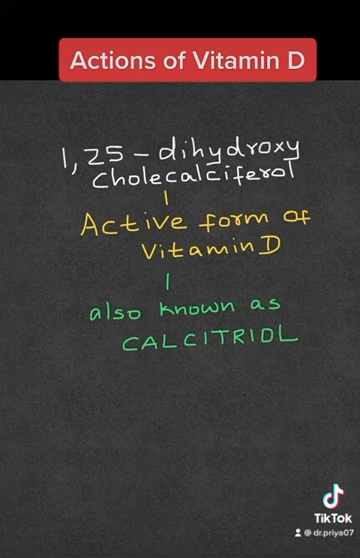 Actions of Vitamin D
1,25-dihydroxy
Cholecalciferol
Active form of
Vitamin D
also known as
CALCITRIOL
TikTok
@dr.priya07